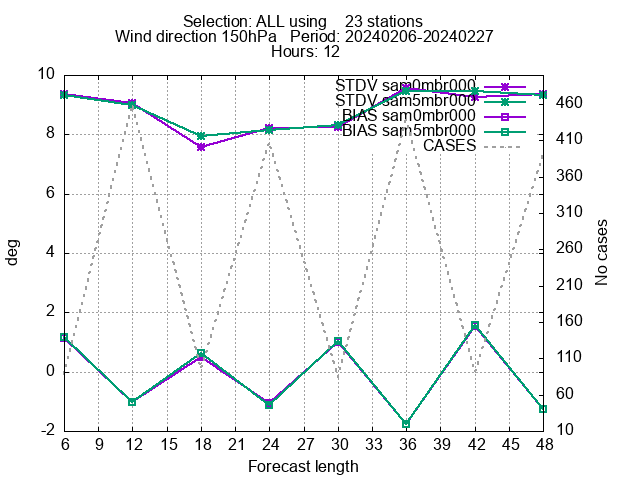 Selection: ALL using    23 stations
Wind direction 150hPa   Period: 20240206-20240227
Hours: 12
STDV sam0mbr000
STDV sam5mbr000
BIAS sam0mbr000
BIAS sam5mbr000
CASES
deg
10
8
6
4
2
0
-2
No cases
460
410
360
310
260
210
160
110
60
10
6 9 12 15 18 21 24 27 30 33 36 39 42 45 48
Forecast length